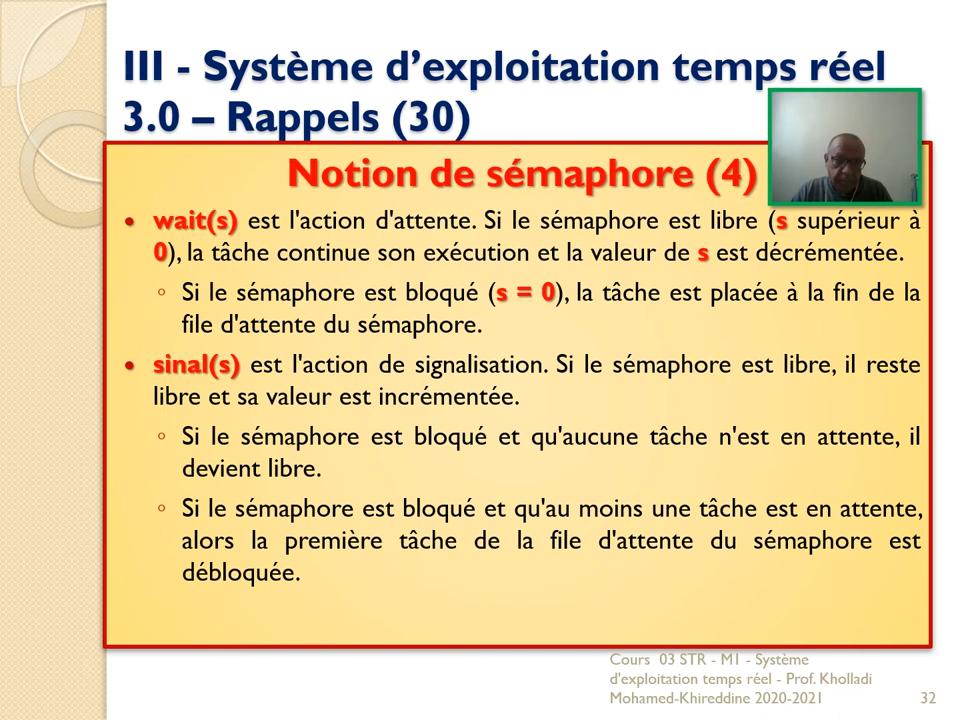 III - Système d'exploitation temps réel
3.0 – Rappels (30)
Notion de sémaphore (4)
• wait(s) est l'action d'attente. Si le sémaphore est libre (s supérieur à
0), la tâche continue son exécution et la valeur de s est décrémentée.
◦ Si le sémaphore est bloqué (s = 0), la tâche est placée à la fin de la
file d'attente du sémaphore.
• sinal(s) est l'action de signalisation. Si le sémaphore est libre, il reste
libre et sa valeur est incrémentée.
◦ Si le sémaphore est bloqué et qu'aucune tâche n'est en attente, il
devient libre.
◦ Si le sémaphore est bloqué et qu'au moins une tâche est en attente,
alors la première tâche de la file d'attente du sémaphore est
débloquée.
Cours 03 STR - M1 - Système
d'exploitation temps réel - Prof. Kholladi
Mohamed-Khireddine 2020-2021
32